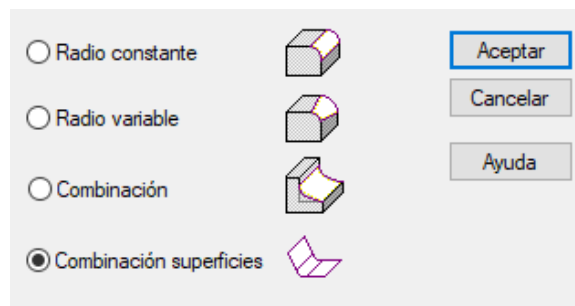 Radio constante
Aceptar
Radio variable
Cancelar
Combinación
Ayuda
Combinación superficies